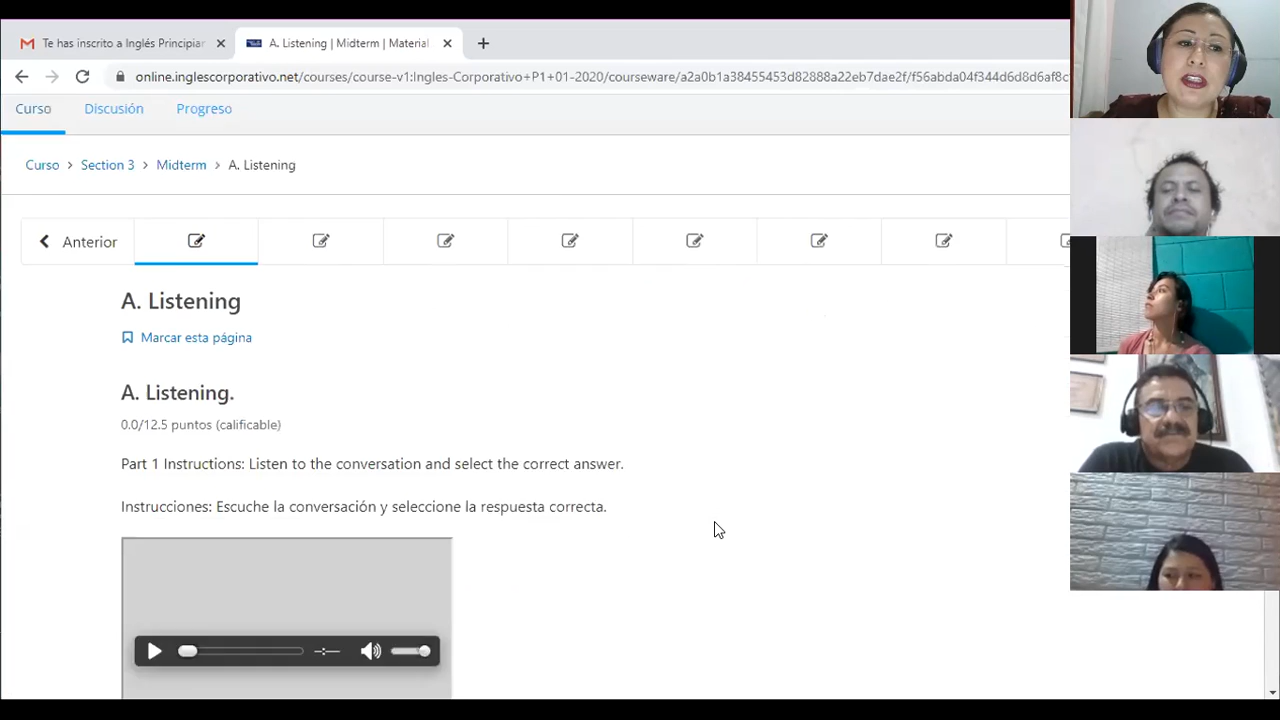 Te has inscrito a Inglés Principian
A. Listening | Midterm | Material
online.inglescorporativo.net/courses/course-v1:Ingles-Corporativo+P1+01-2020/courseware/a2a0b1a38455453d82888a22eb7dae2f/f56abda04f344d6d8d6af8c
Curso Discusión Progreso
Curso > Section 3 > Midterm > A. Listening
Anterior
A. Listening
Marcar esta página
A. Listening.
0.0/12.5 puntos (calificable)
Part 1 Instructions: Listen to the conversation and select the correct answer.
Instrucciones: Escuche la conversación y seleccione la respuesta correcta.
-:--